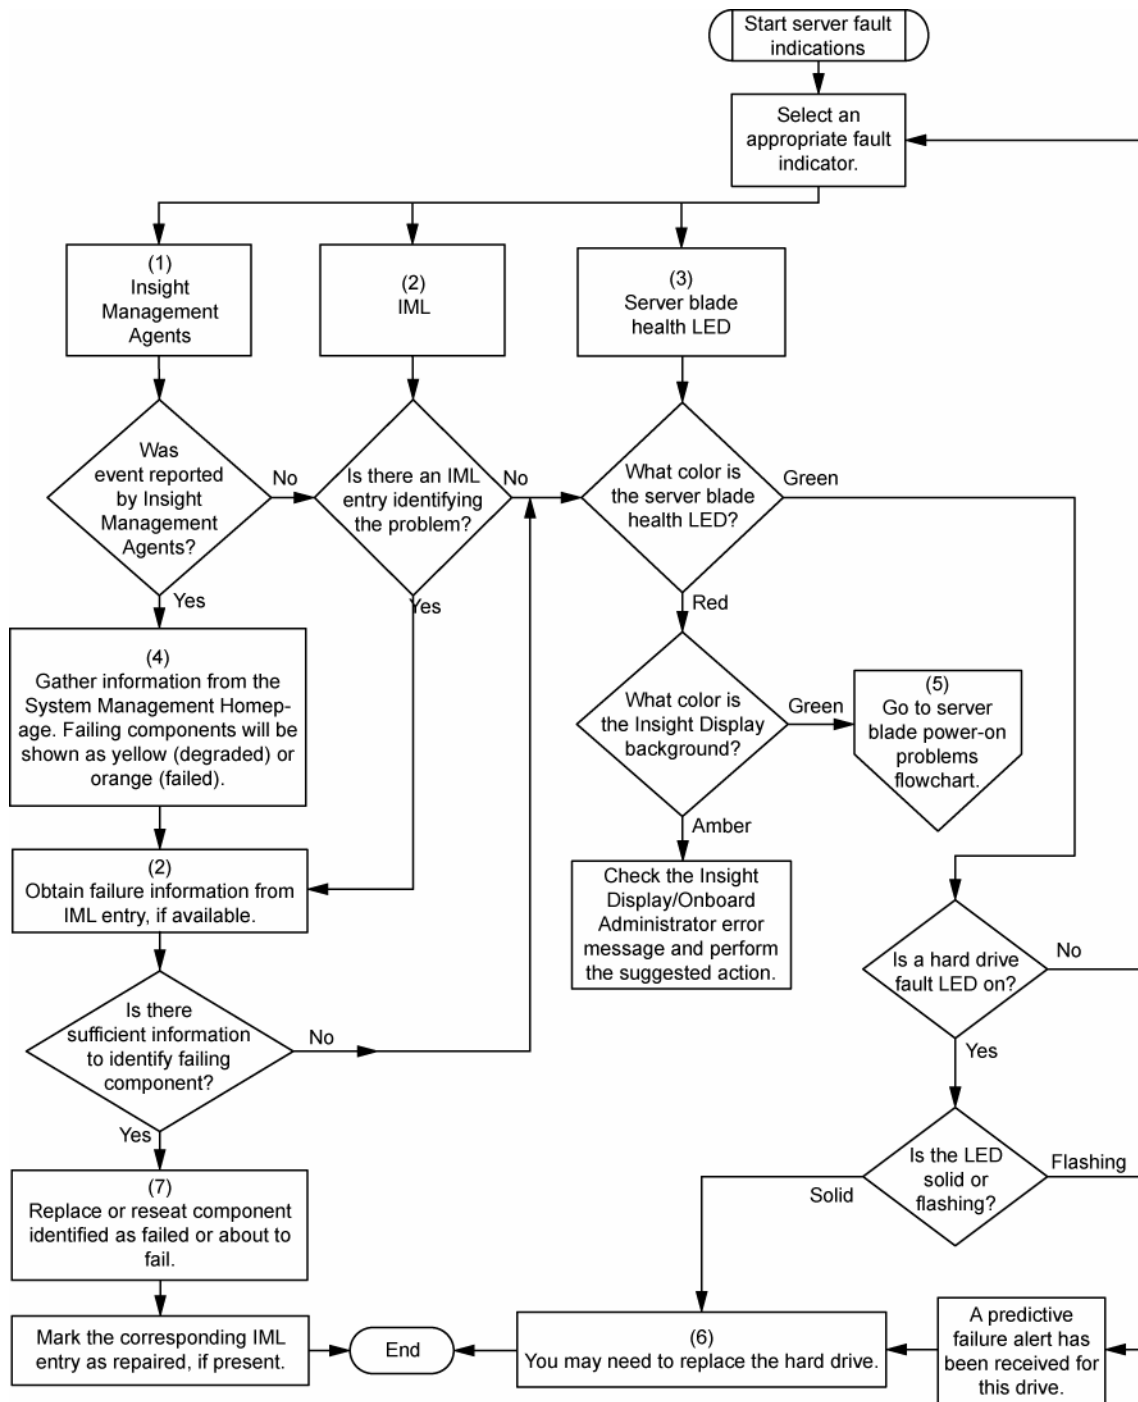 Start server fault
indications
Select an
appropriate fault
indicator.
(1)
Insight
Management
Agents
(2)
IML
(3)
Server blade
health LED
Was
event reported
by Insight
Management
Agents?
No
Is there an IML
entry identifying
the problem?
No
What color is
the server blade
health LED?
Green
Yes
Yes
Red
(4)
Gather information from the
System Management Homep-
age. Failing components will be
shown as yellow (degraded) or
orange (failed).
What color is
the Insight Display
background?
Green
(5)
Go to server
blade power-on
problems
flowchart.
Amber
(2)
Obtain failure information from
IML entry, if available.
Check the Insight
Display/Onboard
Administrator error
message and perform
the suggested action.
Is a hard drive
fault LED on?
No
Is there
sufficient information
to identify failing
component?
No
Yes
Yes
Is the LED
solid or
flashing?
Flashing
Solid
(7)
Replace or reseat component
identified as failed or about to
fail.
Mark the corresponding IML
entry as repaired, if present.
End
(6)
You may need to replace the hard drive.
A predictive
failure alert has
been received for
this drive.